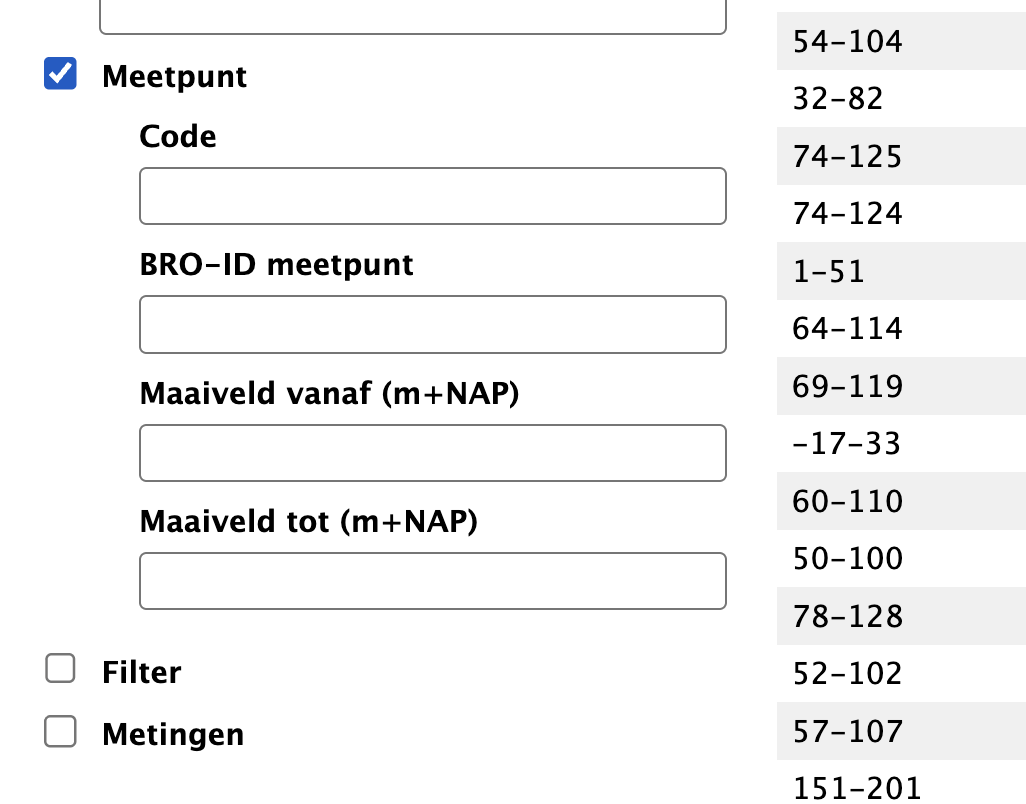 Meetpunt
Code
BRO-ID meetpunt
Maaiveld vanaf (m+NAP)
Maaiveld tot (m+NAP)
Filter
Metingen
54-104
32-82
74-125
74-124
1-51
64-114
69-119
-17-33
60-110
50-100
78-128
52-102
57-107
151-201